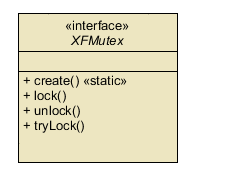 «interface»
XFMutex
+ create() «static»
+ lock()
+ unlock()
+ tryLock()